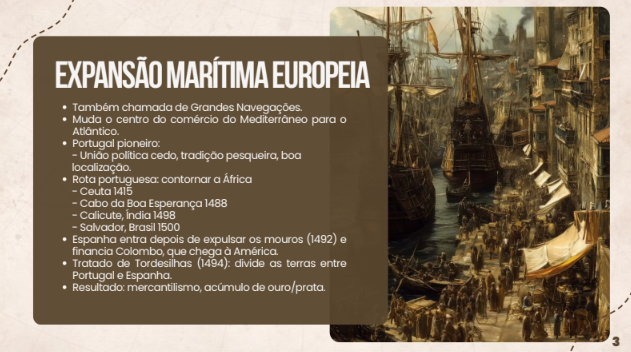 EXPANSÃO MARÍTIMA EUROPEIA
• Também chamada de Grandes Navegações.
• Muda o centro do comércio do Mediterrâneo para o
Atlântico.
• Portugal pioneiro:
- União política cedo, tradição pesqueira, boa
localização.
• Rota portuguesa: contornar a África
- Ceuta 1415
- Cabo da Boa Esperança 1488
- Calicute, Índia 1498
- Salvador, Brasil 1500
• Espanha entra depois de expulsar os mouros (1492) e
financia Colombo, que chega à América.
• Tratado de Tordesilhas (1494): divide as terras entre
Portugal e Espanha.
• Resultado: mercantilismo, acúmulo de ouro/prata.
3